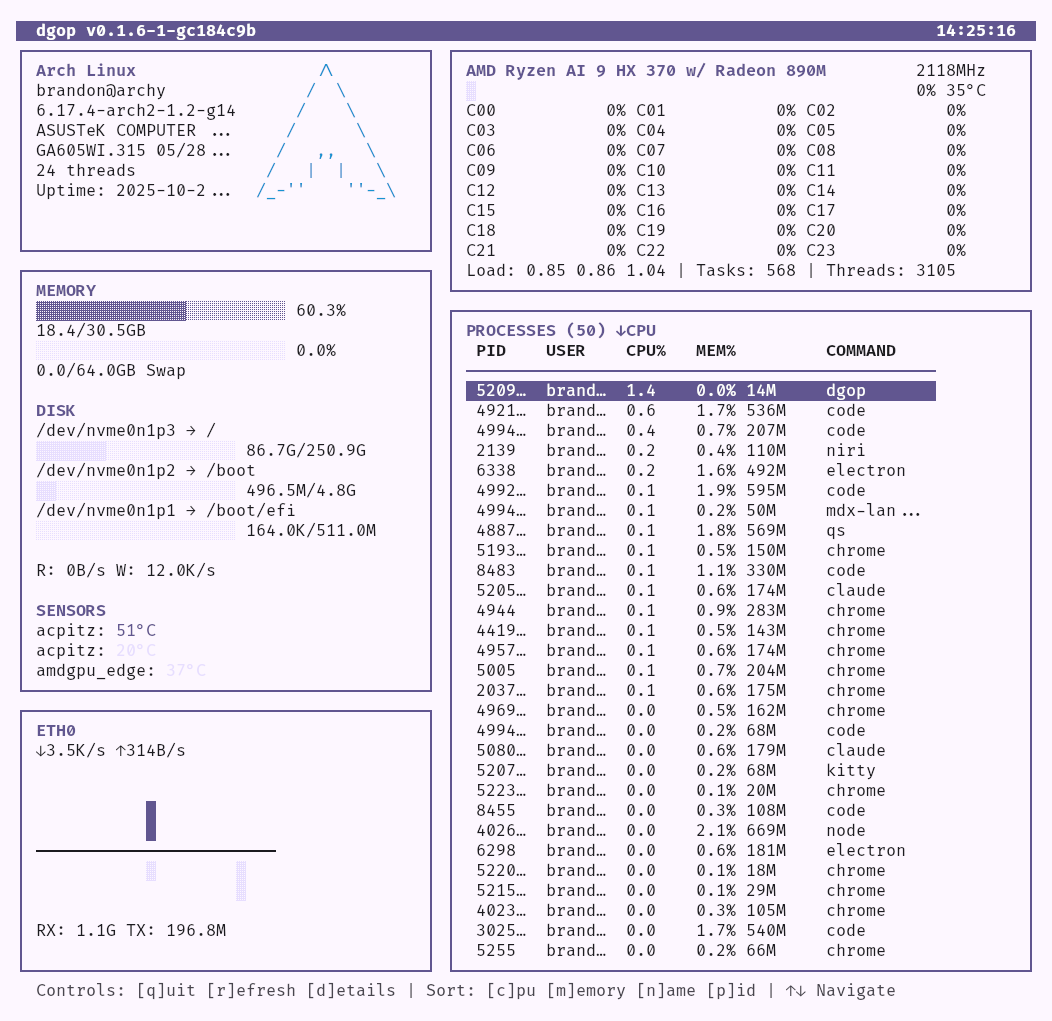 dgop v0.1.6-1-gc184c9b 14:25:16
Arch Linux
brandon@archy
6.17.4-arch2-1.2-g14
ASUSTeK COMPUTER ...
GA605WI.315 05/28...
24 threads
Uptime: 2025-10-2...
MEMORY
60.3%
18.4/30.5GB
0.0%
0.0/64.0GB Swap
DISK
/dev/nvme0n1p3 → /
86.7G/250.9G
/dev/nvme0n1p2 → /boot
496.5M/4.8G
/dev/nvme0n1p1 → /boot/efi
164.0K/511.0M
R: 0B/s W: 12.0K/s
SENSORS
acpitz: 51°C
acpitz: 20°C
amdgpu_edge: 37°C
ETH0
↓3.5K/s ↑314B/s
RX: 1.1G TX: 196.8M
AMD Ryzen AI 9 HX 370 w/ Radeon 890M 2118MHz
0% 35°C
C00 0% C01 0% C02 0%
C03 0% C04 0% C05 0%
C06 0% C07 0% C08 0%
C09 0% C10 0% C11 0%
C12 0% C13 0% C14 0%
C15 0% C16 0% C17 0%
C18 0% C19 0% C20 0%
C21 0% C22 0% C23 0%
Load: 0.85 0.86 1.04 | Tasks: 568 | Threads: 3105
PROCESSES (50) ↓CPU
PID USER CPU% MEM% COMMAND
5209… brand… 1.4 0.0% 14M dgop
4921… brand… 0.6 1.7% 536M code
4994… brand… 0.4 0.7% 207M code
2139 brand… 0.2 0.4% 110M niri
6338 brand… 0.2 1.6% 492M electron
4992… brand… 0.1 1.9% 595M code
4994… brand… 0.1 0.2% 50M mdx-lan...
4887… brand… 0.1 1.8% 569M qs
5193… brand… 0.1 0.5% 150M chrome
8483 brand… 0.1 1.1% 330M code
5205… brand… 0.1 0.6% 174M claude
4944 brand… 0.1 0.9% 283M chrome
4419… brand… 0.1 0.5% 143M chrome
4957… brand… 0.1 0.6% 174M chrome
5005 brand… 0.1 0.7% 204M chrome
2037… brand… 0.1 0.6% 175M chrome
4969… brand… 0.0 0.5% 162M chrome
4994… brand… 0.0 0.2% 68M code
5080… brand… 0.0 0.6% 179M claude
5207… brand… 0.0 0.2% 68M kitty
5223… brand… 0.0 0.1% 20M chrome
8455 brand… 0.0 0.3% 108M code
4026… brand… 0.0 2.1% 669M node
6298 brand… 0.0 0.6% 181M electron
5220… brand… 0.0 0.1% 18M chrome
5215… brand… 0.0 0.1% 29M chrome
4023… brand… 0.0 0.3% 105M chrome
3025… brand… 0.0 1.7% 540M code
5255 brand… 0.0 0.2% 66M chrome
Controls: [q]uit [r]efresh [d]etails | Sort: [c]pu [m]emory [n]ame [p]id | ↑↓ Navigate